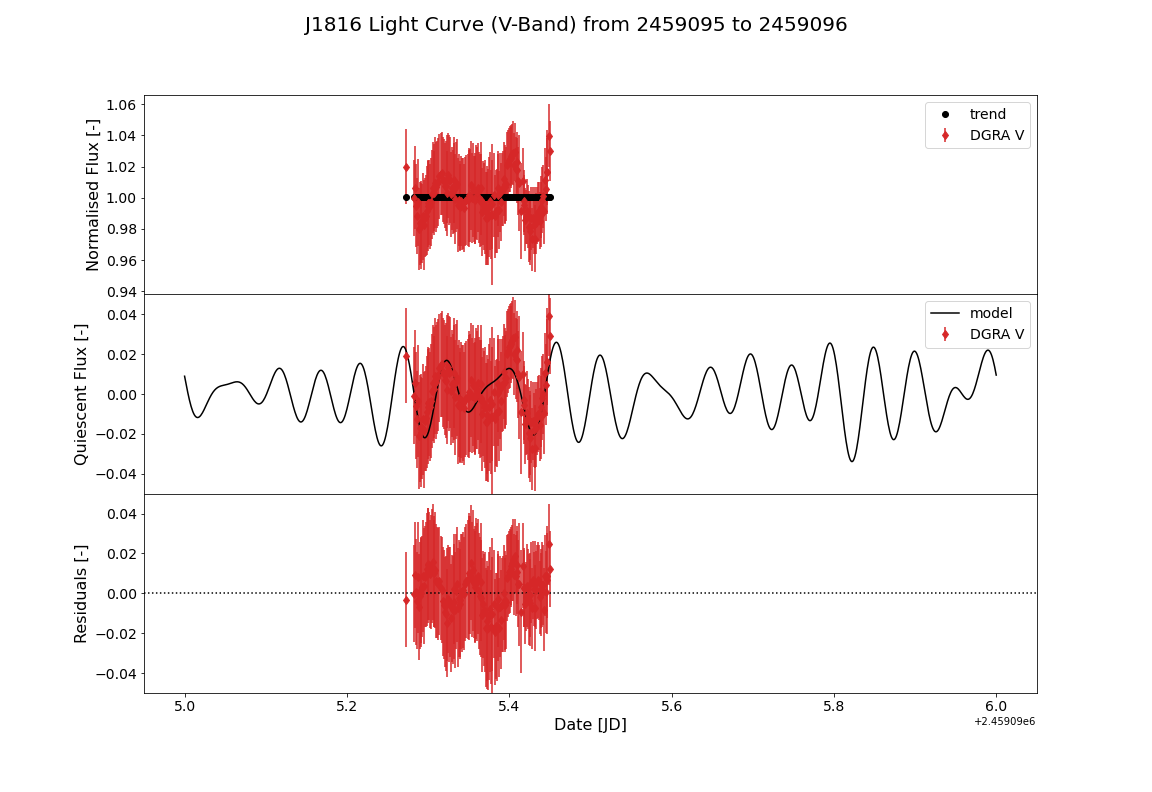 J1816 Light Curve (V-Band) from 2459095 to 2459096
1.06
1.04
1.02
1.00
0.98
0.96
0.94
Normalised Flux [-]
trend
DGRA V
0.04
0.02
0.00
−0.02
−0.04
Quiescent Flux [-]
model
DGRA V
0.04
0.02
0.00
−0.02
−0.04
Residuals [-]
5.0 5.2 5.4 5.6 5.8 6.0
Date [JD]
+2.45909e6